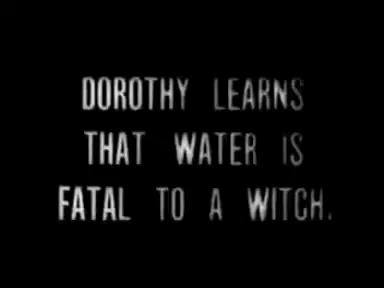 DOROTHY LEARNS
THAT WATER IS
FATAL TO A WITCH.